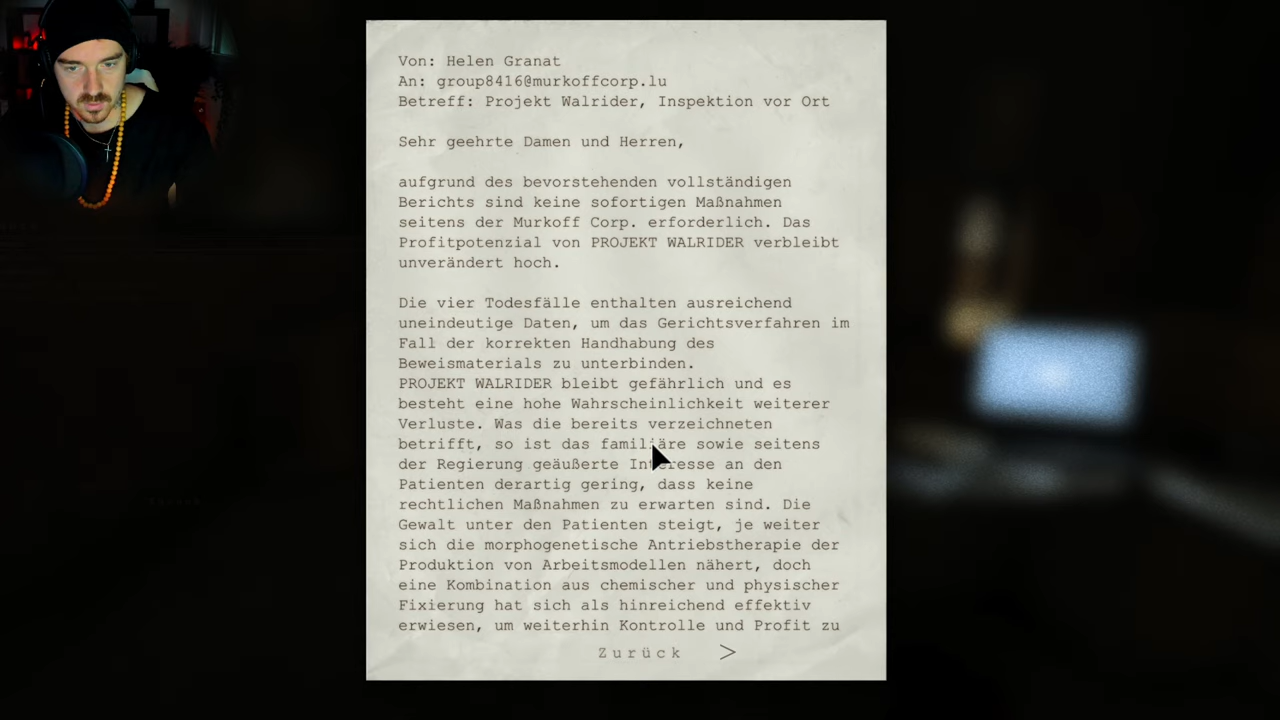 Von: Helen Granat
An: group8416@murkoffcorp.lu
Betreff: Projekt Walrider, Inspektion vor Ort
Sehr geehrte Damen und Herren,
aufgrund des bevorstehenden vollständigen
Berichts sind keine sofortigen Maßnahmen
seitens der Murkoff Corp. erforderlich. Das
Profitpotenzial von PROJEKT WALRIDER verbleibt
unverändert hoch.
Die vier Todesfälle enthalten ausreichend
uneindeutige Daten, um das Gerichtsverfahren im
Fall der korrekten Handhabung des
Beweismaterials zu unterbinden.
PROJEKT WALRIDER bleibt gefährlich und es
besteht eine hohe Wahrscheinlichkeit weiterer
Verluste. Was die bereits verzeichneten
betrifft, so ist das familiäre sowie seitens
der Regierung geäußerte Interesse an den
Patienten derartig gering, dass keine
rechtlichen Maßnahmen zu erwarten sind. Die
Gewalt unter den Patienten steigt, je weiter
sich die morphogenetische Antriebstherapie der
Produktion von Arbeitsmodellen nähert, doch
eine Kombination aus chemischer und physischer
Fixierung hat sich als hinreichend effektiv
erwiesen, um weiterhin Kontrolle und Profit zu
Zurück >